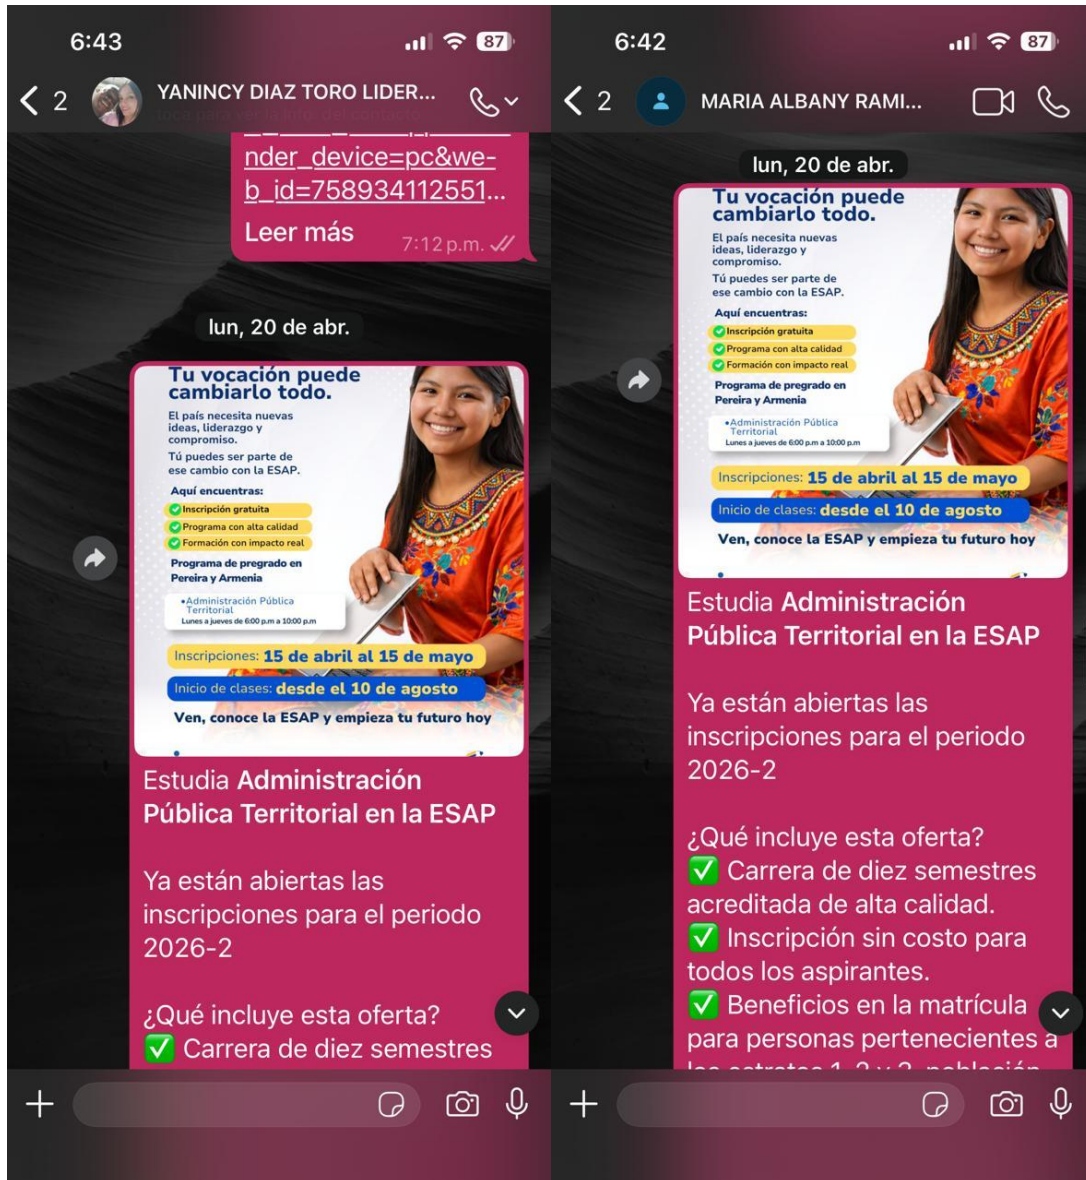 6:43
87
2
YANINCY DIAZ TORO LIDER...
nder_device=pc&we-
b_id=758934112551...
Leer más
7:12 p.m.
lun, 20 de abr.
Tu vocación puede
cambiarlo todo.
El país necesita nuevas
ideas, liderazgo y
compromiso.
Tú puedes ser parte de
ese cambio con la ESAP.
Aquí encuentras:
Inscripción gratuita
Programa con alta calidad
Formación con impacto real
Programa de pregrado en
Pereira y Armenia
•Administración Pública
Territorial
Lunes a jueves de 6:00 p.m a 10:00 p.m
Inscripciones: 15 de abril al 15 de mayo
Inicio de clases: desde el 10 de agosto
Ven, conoce la ESAP y empieza tu futuro hoy
Estudia Administración
Pública Territorial en la ESAP
Ya están abiertas las
inscripciones para el periodo
2026-2
¿Qué incluye esta oferta?
✅ Carrera de diez semestres
6:42
87
2
MARIA ALBANY RAMI...
lun, 20 de abr.
Tu vocación puede
cambiarlo todo.
El país necesita nuevas
ideas, liderazgo y
compromiso.
Tú puedes ser parte de
ese cambio con la ESAP.
Aquí encuentras:
Inscripción gratuita
Programa con alta calidad
Formación con impacto real
Programa de pregrado en
Pereira y Armenia
•Administración Pública
Territorial
Lunes a jueves de 6:00 p.m a 10:00 p.m
Inscripciones: 15 de abril al 15 de mayo
Inicio de clases: desde el 10 de agosto
Ven, conoce la ESAP y empieza tu futuro hoy
Estudia Administración
Pública Territorial en la ESAP
Ya están abiertas las
inscripciones para el periodo
2026-2
¿Qué incluye esta oferta?
✅ Carrera de diez semestres
acreditada de alta calidad.
✅ Inscripción sin costo para
todos los aspirantes.
✅ Beneficios en la matrícula
para personas pertenecientes a
los estratos 1, 2 y 3, población